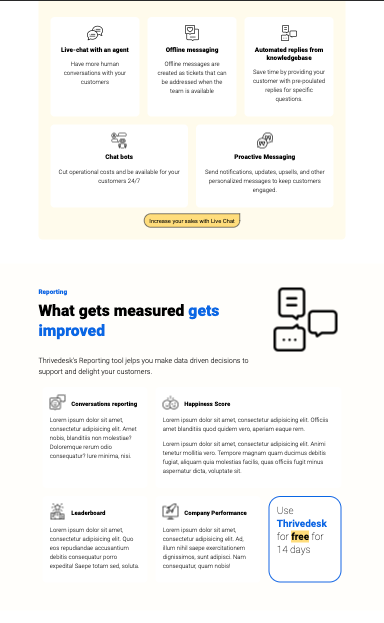 Live-chat with an agent
Have more human
conversations with your
customers
Offline messaging
Offline messages are
created as tickets that can
be addressed when the
team is available
Automated replies from
knowledgebase
Save time by providing your
customer with pre-poulated
replies for specific
questions.
Chat bots
Cut operational costs and be available for your
customers 24/7
Proactive Messaging
Send notifications, updates, upsells, and other
personalized messages to keep customers
engaged.
Increase your sales with Live Chat
Reporting
What gets measured gets
improved
Thrivedesk's Reporting tool jelps you make data driven decisions to
support and delight your customers.
Conversations reporting
Lorem ipsum dolor sit amet,
consectetur adipisicing elit. Amet
nobis, blanditiis non molestiae?
Doloremque rerum odio
consequatur? Iure minima, nisi.
Happiness Score
Lorem ipsum dolor sit amet, consectetur adipisicing elit. Officiis
amet blanditiis quod quidem vero, aperiam eaque rem.
Lorem ipsum dolor sit amet, consectetur adipisicing elit. Animi
tenetur mollitia vero. Tempore magnam quam ducimus debitis
fugiat, aliquam quia molestias facilis, quas officiis fugit minus
aspernatur dicta, voluptate sit.
Leaderboard
Lorem ipsum dolor sit amet,
consectetur adipisicing elit. Quo
eos repudiandae accusantium
debitis consequatur porro
expedita! Saepe totam sed, soluta.
Company Performance
Lorem ipsum dolor sit amet,
consectetur adipisicing elit. Ad,
illum nihil saepe exercitationem
dignissimos, sunt adipisci. Nam
consequatur, quam nobis!
Use
Thrivedesk
for free for
14 days